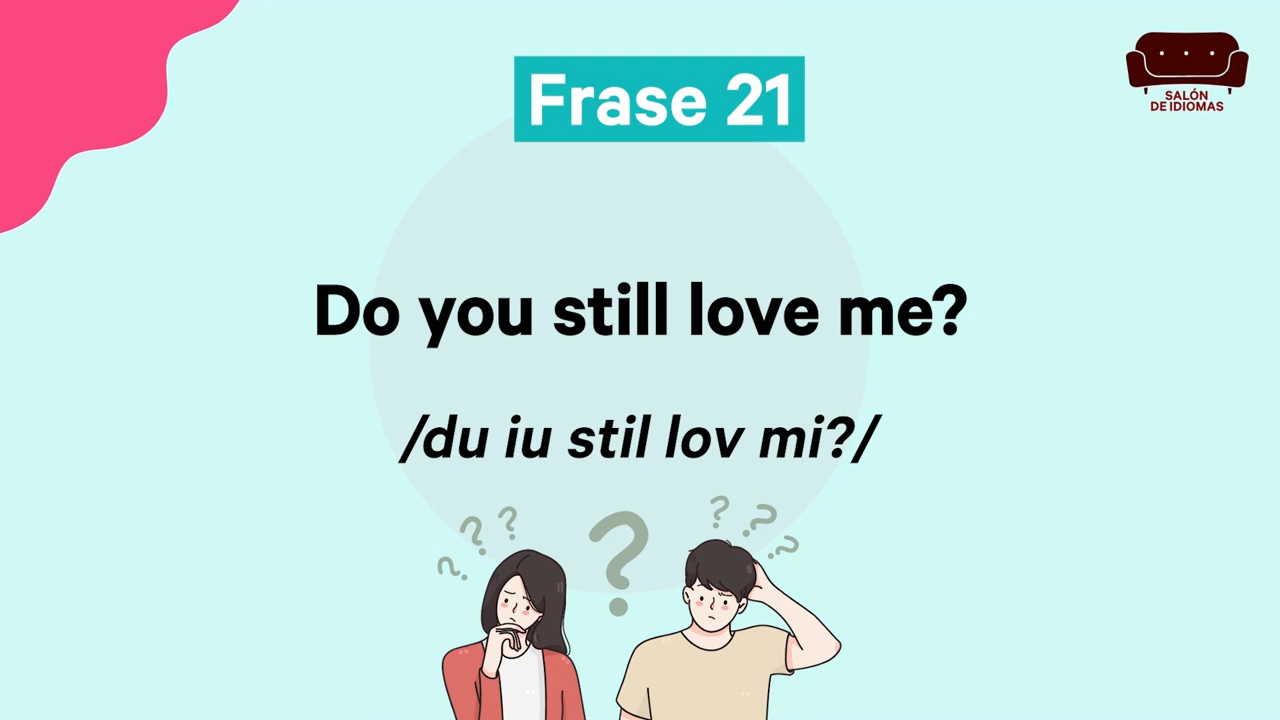 Frase 21
SALÓN
DE IDIOMAS
Do you still love me?
/du iu stil lov mi?/
? ? ? ? ? ? ?